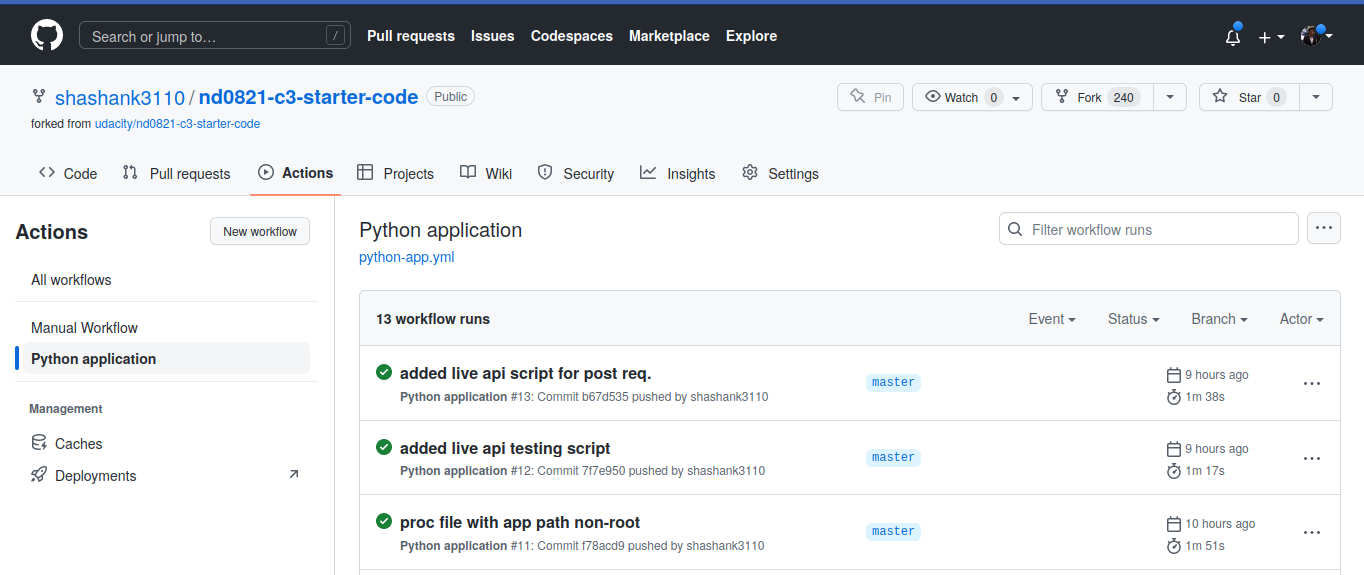 Search or jump to… / Pull requests Issues Codespaces Marketplace Explore
shashank3110 / nd0821-c3-starter-code Public Pin Watch 0 Fork 240 Star 0
forked from udacity/nd0821-c3-starter-code
Code Pull requests Actions Projects Wiki Security Insights Settings
Actions New workflow
All workflows
Manual Workflow
Python application
Management
Caches
Deployments
Python application Filter workflow runs
python-app.yml
13 workflow runs Event Status Branch Actor
added live api script for post req. master 9 hours ago
Python application #13: Commit b67d535 pushed by shashank3110 1m 38s
added live api testing script master 9 hours ago
Python application #12: Commit 7f7e950 pushed by shashank3110 1m 17s
proc file with app path non-root master 10 hours ago
Python application #11: Commit f78acd9 pushed by shashank3110 1m 51s